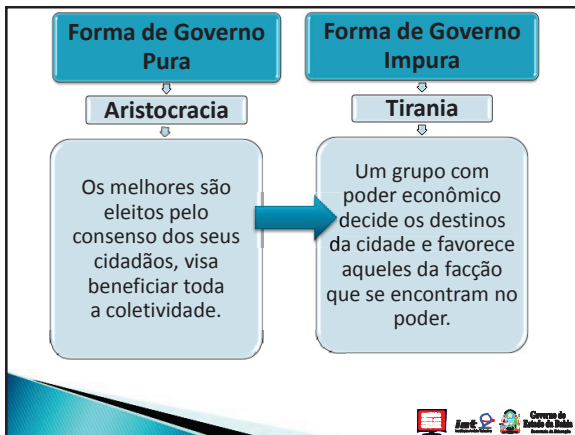 Forma de Governo
Pura
Aristocracia
Os melhores são
eleitos pelo
consenso dos seus
cidadãos, visa
beneficiar toda
a coletividade.
Forma de Governo
Impura
Tirania
Um grupo com
poder econômico
decide os destinos
da cidade e favorece
aqueles da facção
que se encontram no
poder.
Governo do
Estado da Bahia